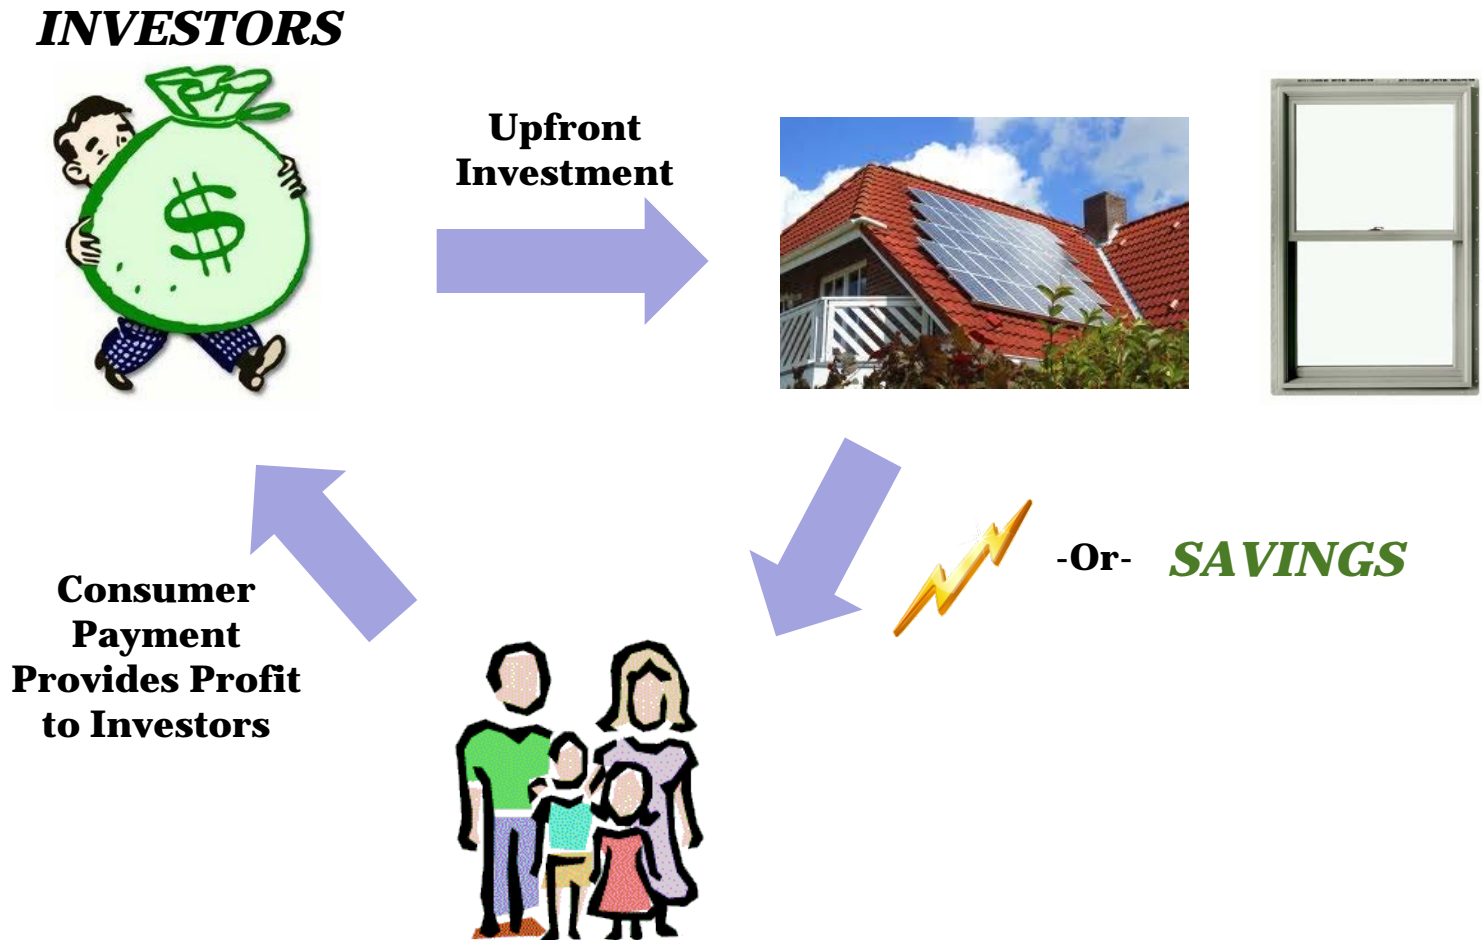 INVESTORS
Upfront
Investment
$
-Or- SAVINGS
Consumer
Payment
Provides Profit
to Investors